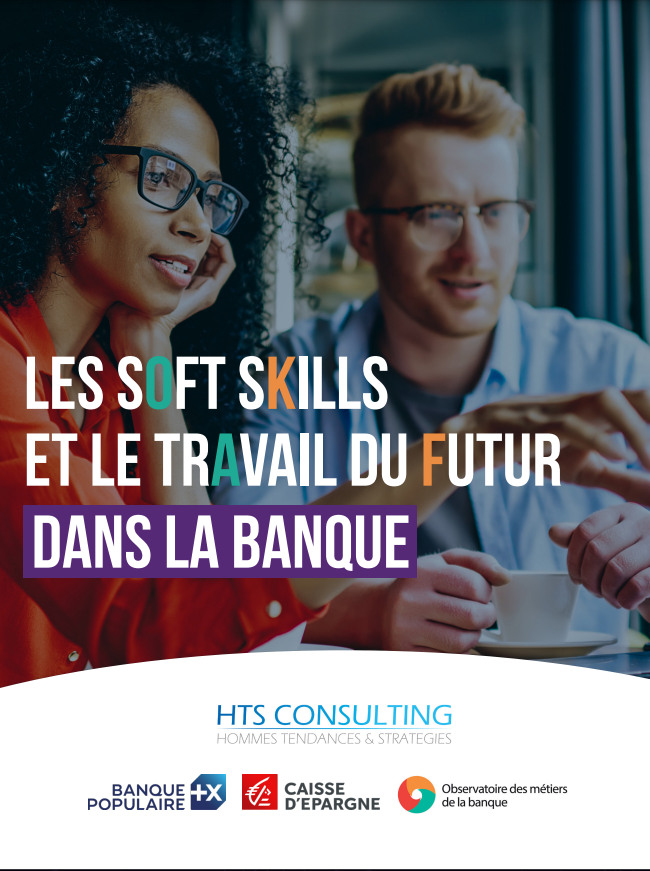 LES SOFT SKILLS
ET LE TRAVAIL DU FUTUR
DANS LA BANQUE
HTS CONSULTING
HOMMES TENDANCES & STRATEGIES
BANQUE
POPULAIRE
+X
CAISSE
D'EPARGNE
Observatoire des métiers
de la banque